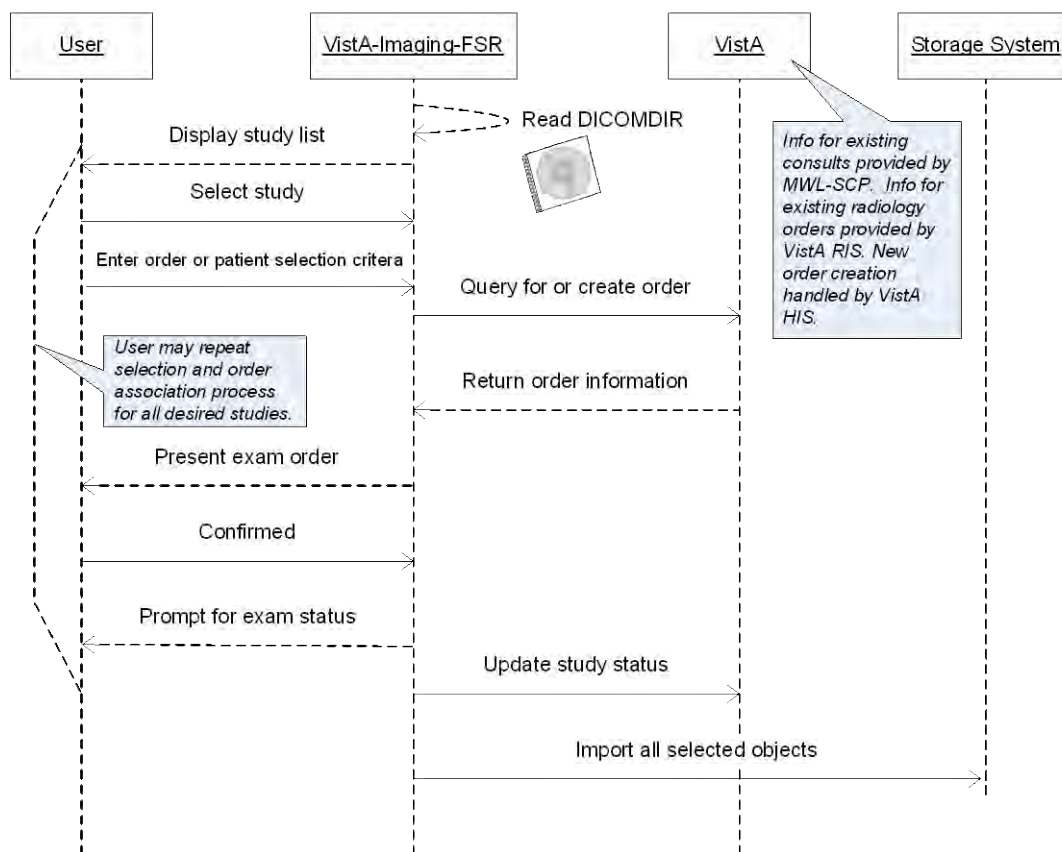 User
VistA-Imaging-FSR
VistA
Storage System
Read DICOMDIR
Display study list
Info for existing
consults provided by
MWL-SCP. Info for
existing radiology
orders provided by
VistA RIS. New
order creation
handled by VistA
HIS.
Select study
Enter order or patient selection critera
Query for or create order
User may repeat
selection and order
association process
for all desired studies.
Return order information
Present exam order
Confirmed
Prompt for exam status
Update study status
Import all selected objects